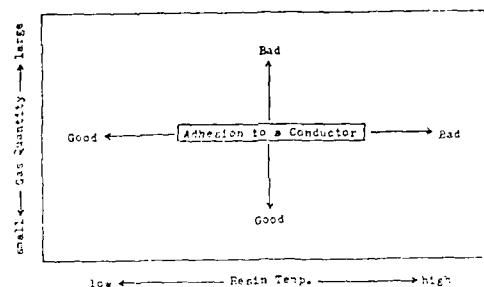 Bad
Good ← Adhesion to a Conductor → Bad
Good
small ← Gas Quantity → large
low ← Resin Temp. → high